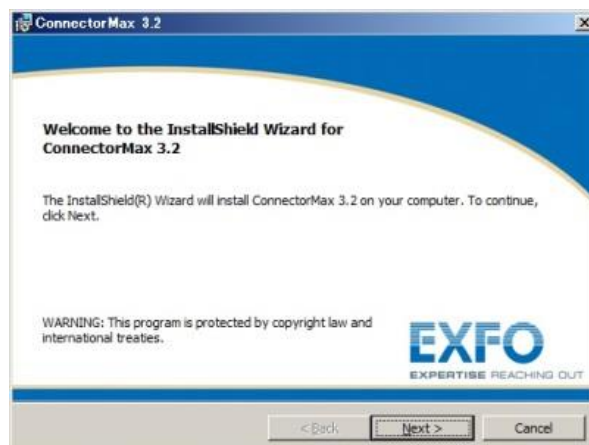 ConnectorMax 3.2
Welcome to the InstallShield Wizard for
ConnectorMax 3.2
The InstallShield(R) Wizard will install ConnectorMax 3.2 on your computer. To continue,
click Next.
WARNING: This program is protected by copyright law and
international treaties.
EXFO
EXPERTISE REACHING OUT
< Back
Next >
Cancel